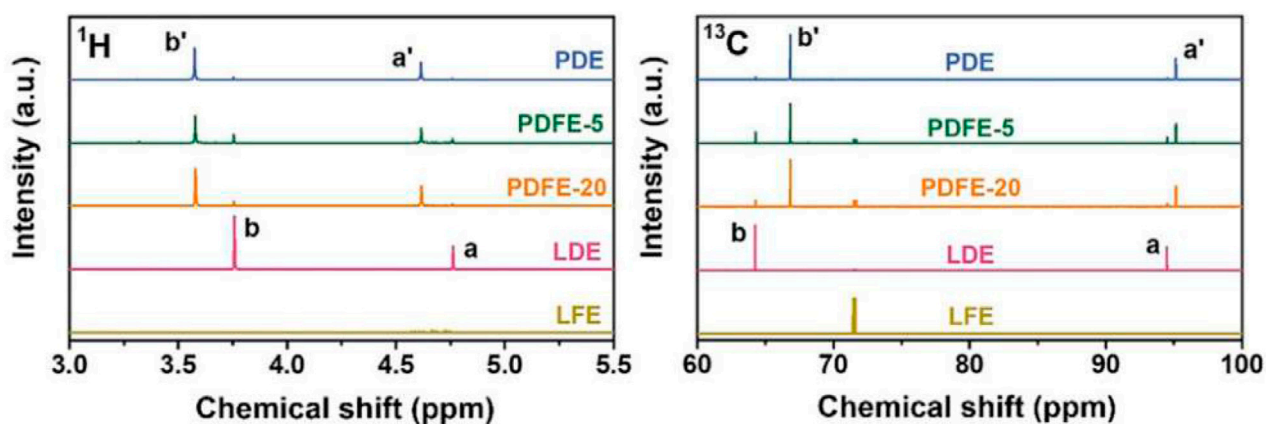 Intensity (a.u.)
¹H
b'
a'
PDE
PDFE-5
PDFE-20
b
a
LDE
LFE
3.0 3.5 4.0 4.5 5.0 5.5
Chemical shift (ppm)
Intensity (a.u.)
¹³C
b'
a'
PDE
PDFE-5
PDFE-20
b
a
LDE
LFE
60 70 80 90 100
Chemical shift (ppm)